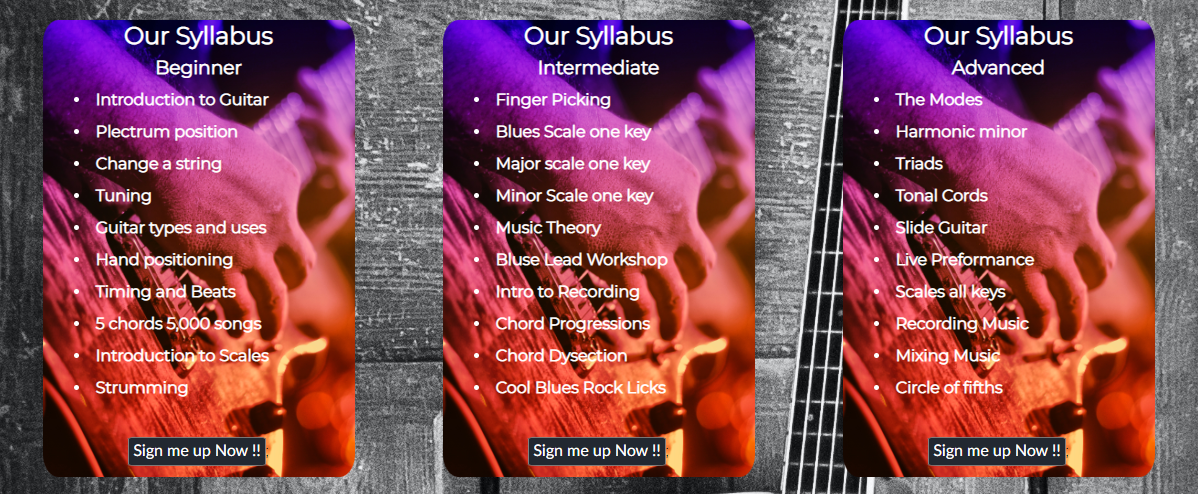 Our Syllabus
Beginner
• Introduction to Guitar
• Plectrum position
• Change a string
• Tuning
• Guitar types and uses
• Hand positioning
• Timing and Beats
• 5 chords 5,000 songs
• Introduction to Scales
• Strumming
Sign me up Now !! ;
Our Syllabus
Intermediate
• Finger Picking
• Blues Scale one key
• Major scale one key
• Minor Scale one key
• Music Theory
• Bluse Lead Workshop
• Intro to Recording
• Chord Progressions
• Chord Dysection
• Cool Blues Rock Licks
Sign me up Now !! ;
Our Syllabus
Advanced
• The Modes
• Harmonic minor
• Triads
• Tonal Cords
• Slide Guitar
• Live Preformance
• Scales all keys
• Recording Music
• Mixing Music
• Circle of fifths
Sign me up Now !! ;